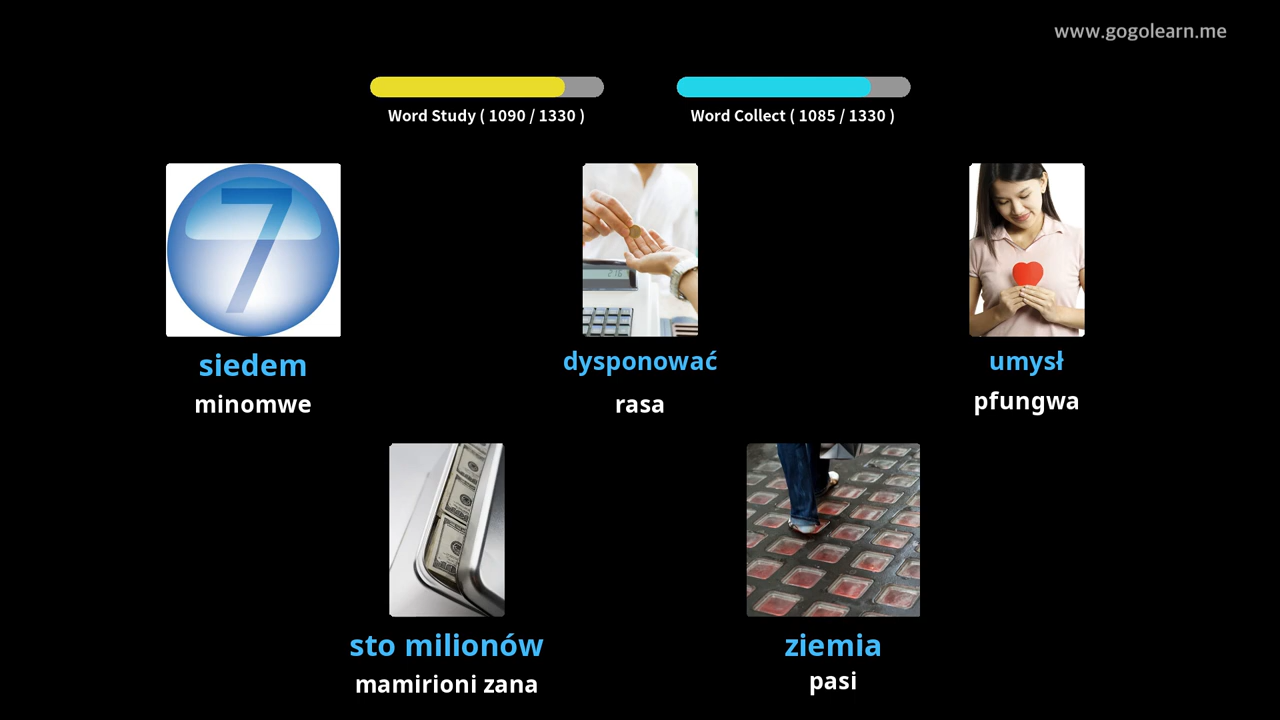 www.gogolearn.me
Word Study ( 1090 / 1330 )
Word Collect ( 1085 / 1330 )
7
siedem
minomwe
dysponować
rasa
umysł
pfungwa
sto milionów
mamirioni zana
ziemia
pasi